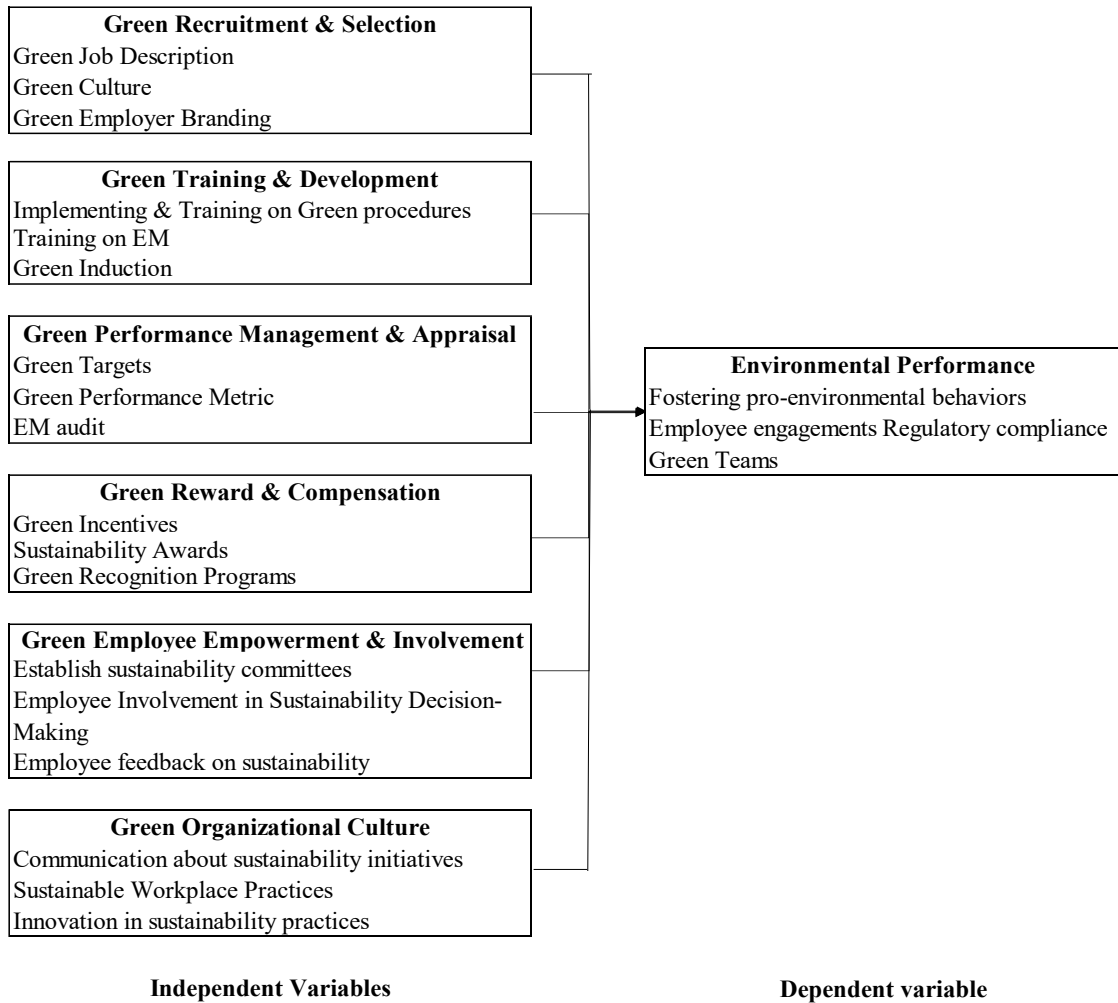 Green Recruitment & Selection
Green Job Description
Green Culture
Green Employer Branding
Green Training & Development
Implementing & Training on Green procedures
Training on EM
Green Induction
Green Performance Management & Appraisal
Green Targets
Green Performance Metric
EM audit
Green Reward & Compensation
Green Incentives
Sustainability Awards
Green Recognition Programs
Green Employee Empowerment & Involvement
Establish sustainability committees
Employee Involvement in Sustainability Decision-
Making
Employee feedback on sustainability
Green Organizational Culture
Communication about sustainability initiatives
Sustainable Workplace Practices
Innovation in sustainability practices
Independent Variables
Environmental Performance
Fostering pro-environmental behaviors
Employee engagements Regulatory compliance
Green Teams
Dependent variable